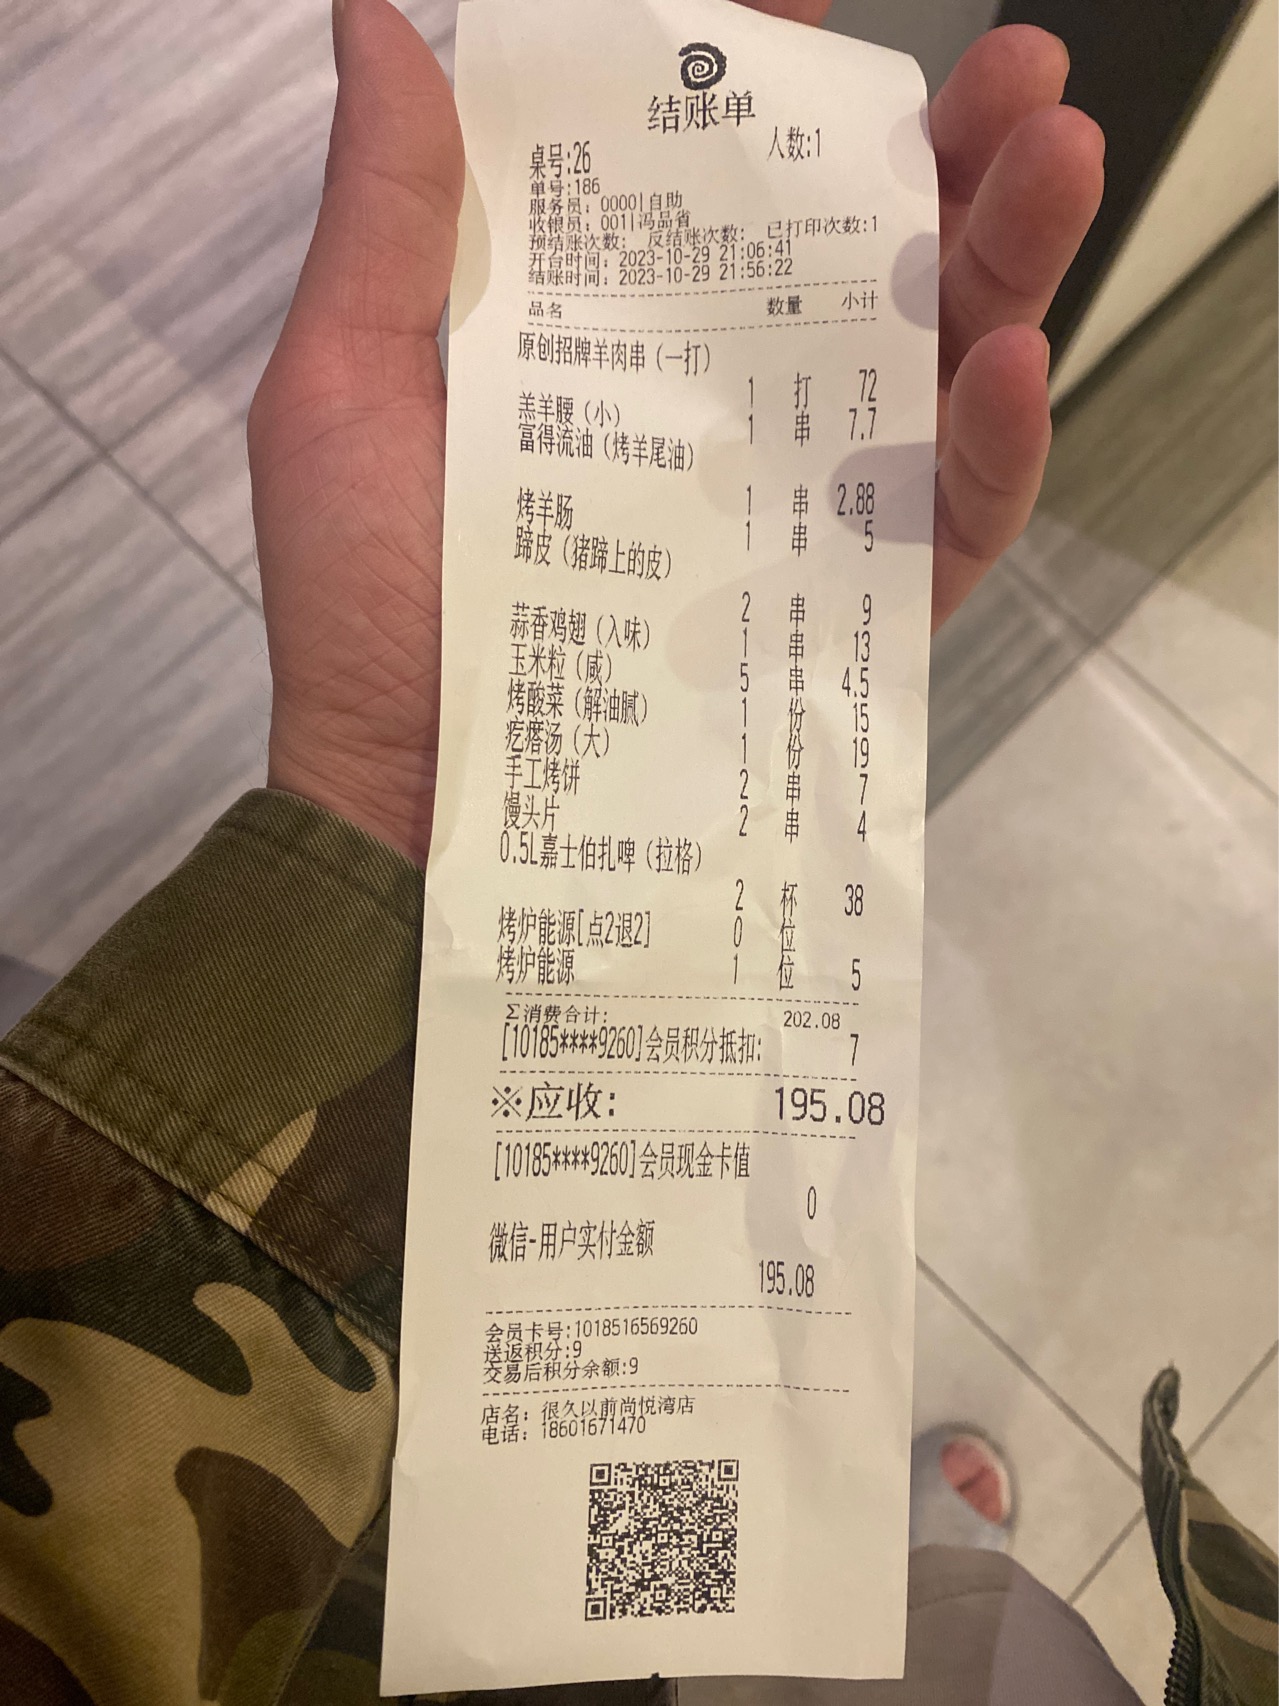 结账单
人数:1
桌号:26
单号:186
服务员: 0000|自助
收银员: 001|冯品省
预结账次数: 反结账次数: 已打印次数:1
开台时间: 2023-10-29 21:06:41
结账时间: 2023-10-29 21:56:22
品名 数量 小计
原创招牌羊肉串(一打)
1 打 72
羔羊腰(小) 1 串 7.7
富得流油(烤羊尾油)
1 串 2.88
烤羊肠 1 串 5
蹄皮(猪蹄上的皮)
2 串 9
蒜香鸡翅(入味) 1 串 13
玉米粒(咸) 5 串 4.5
烤酸菜(解油腻) 1 份 15
疙瘩汤(大) 1 份 19
手工烤饼 2 串 7
馒头片 2 串 4
0.5L嘉士伯扎啤(拉格)
2 杯 38
烤炉能源[点2退2] 0 位
烤炉能源 1 位 5
Σ消费合计: 202.08
[10185****9260]会员积分抵扣: 7
※应收: 195.08
[10185****9260]会员现金卡值
0
微信-用户实付金额
195.08
会员卡号:1018516569260
送返积分:9
交易后积分余额:9
店名: 很久以前尚悦湾店
电话: 18601671470